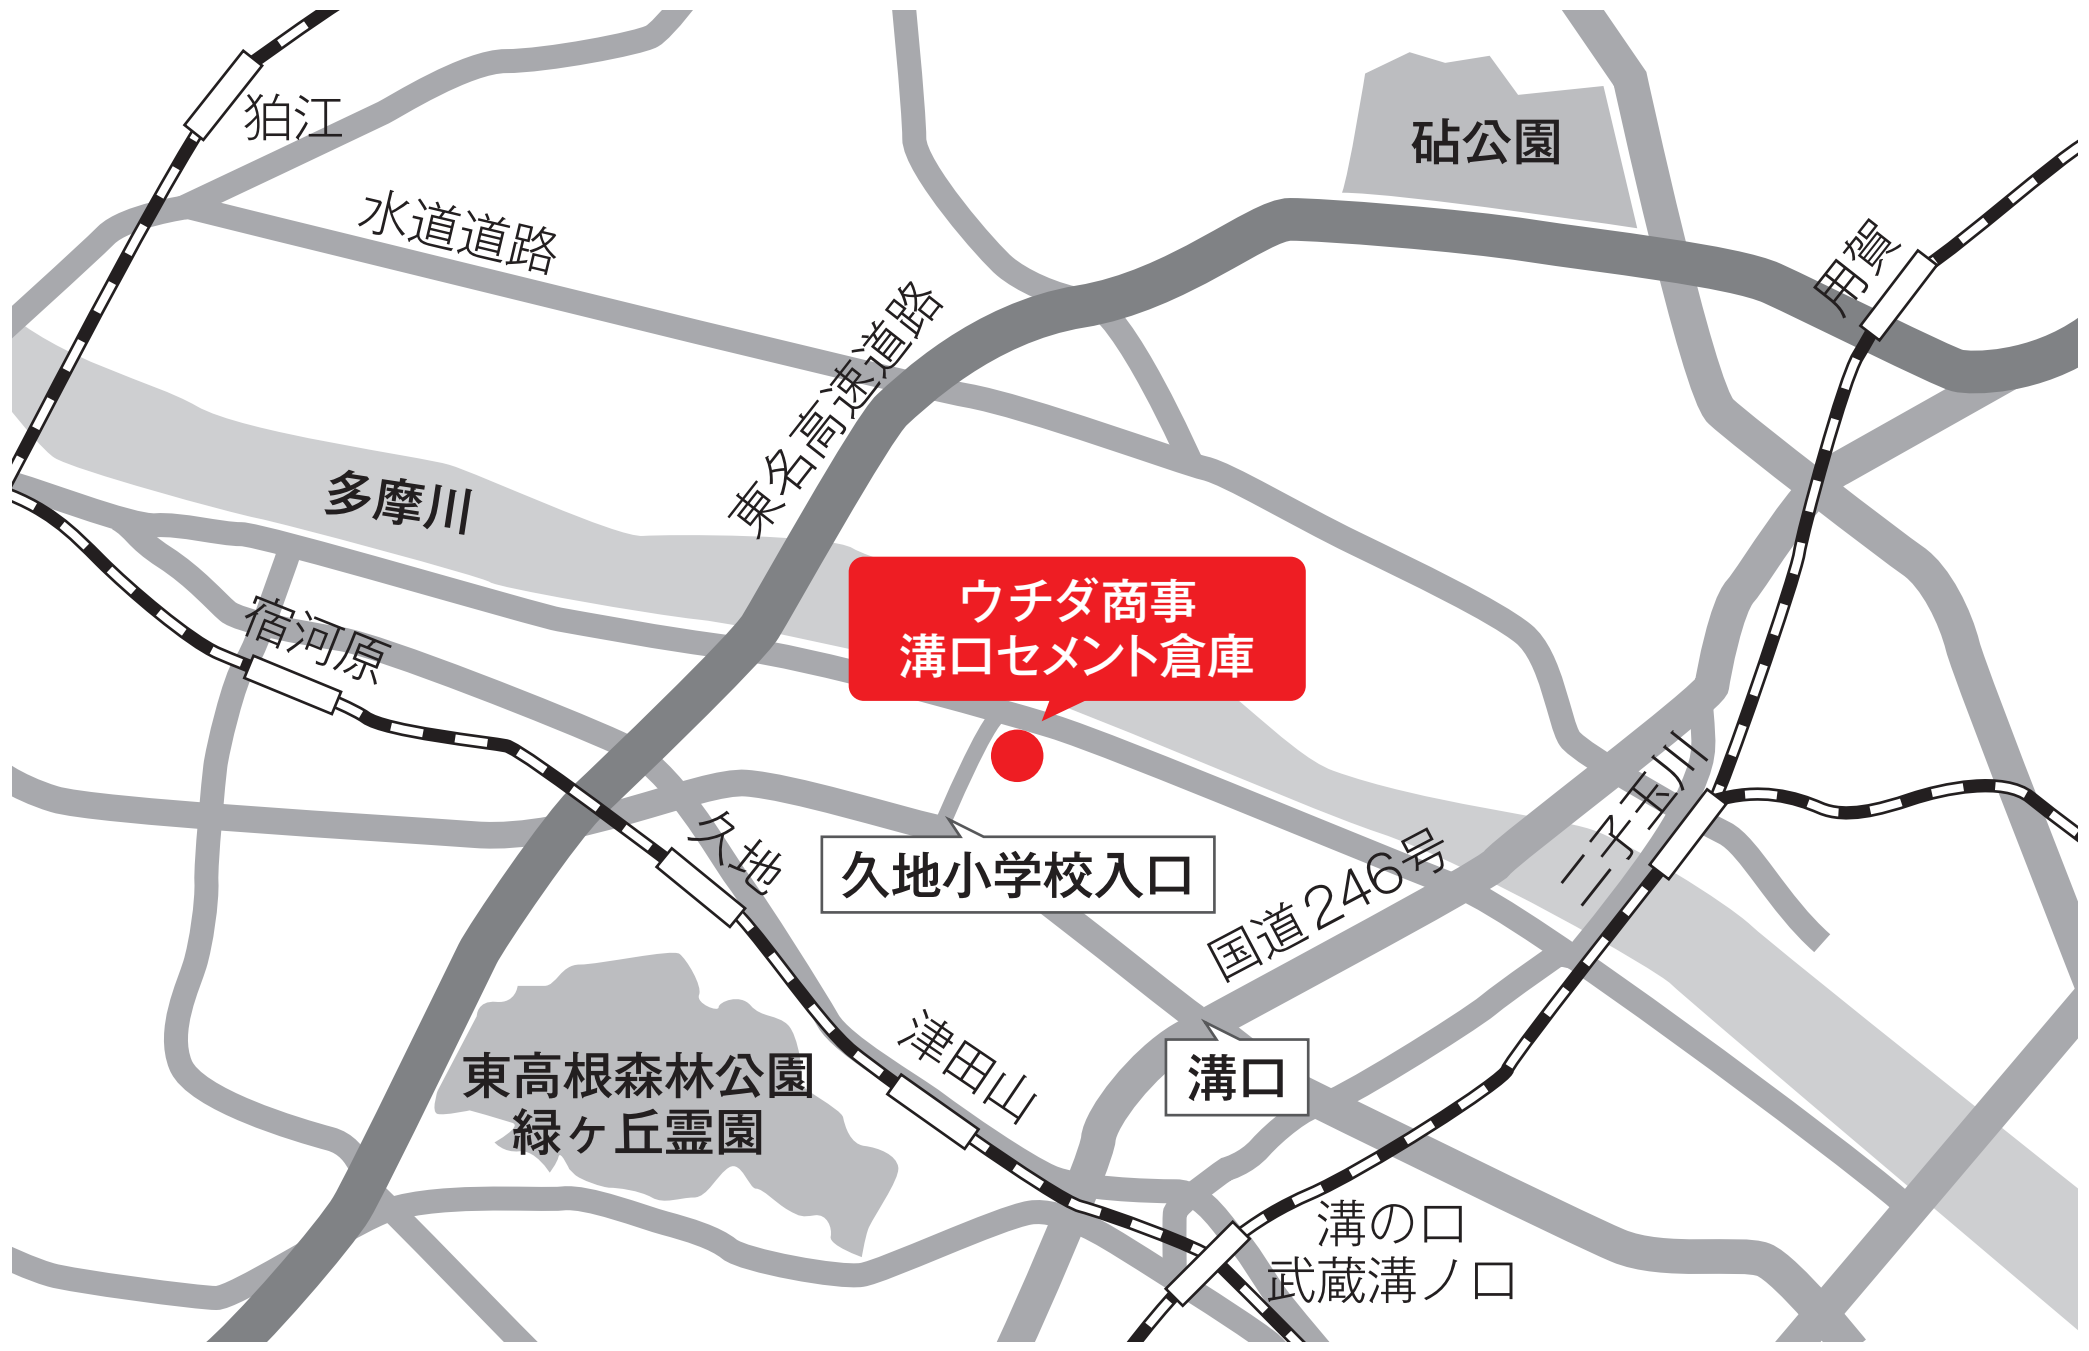 狛江
水道道路
砧公園
用賀
東名高速道路
多摩川
ウチダ商事
溝口セメント倉庫
宿河原
久地
久地小学校入口
国道246号
二子玉川
津田山
溝口
東高根森林公園
緑ヶ丘霊園
溝の口
武蔵溝ノ口